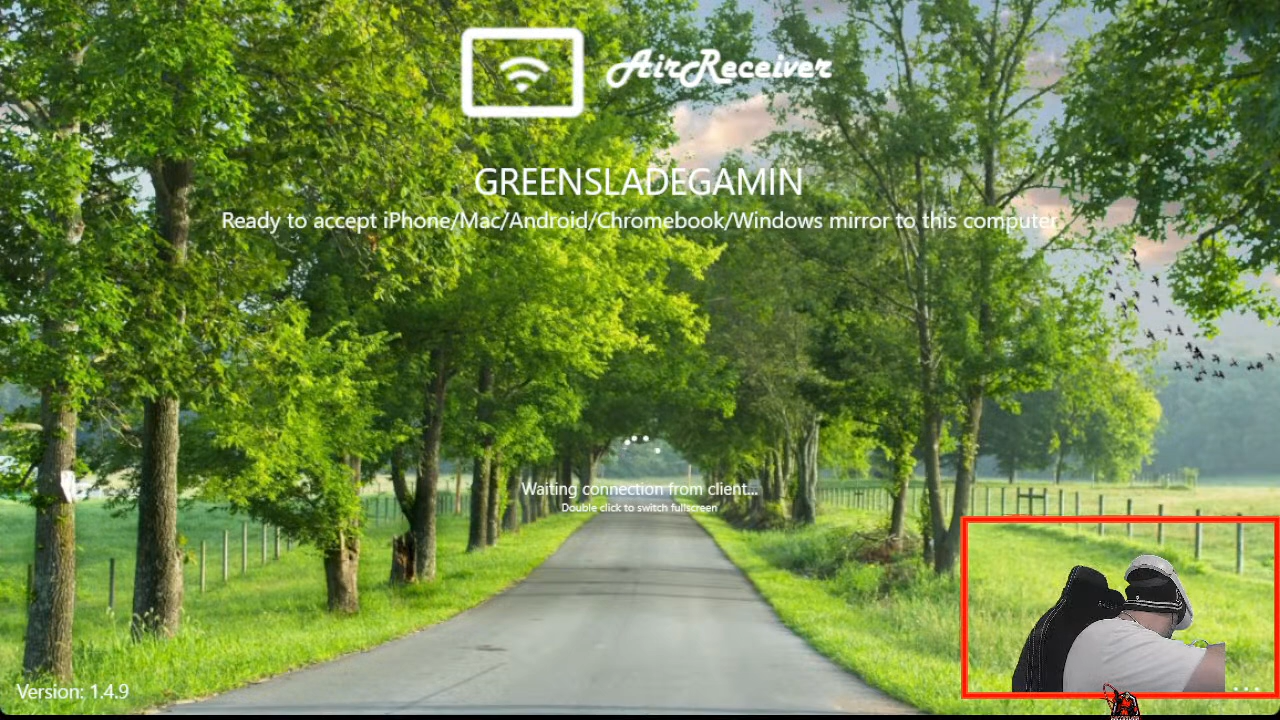 AirReceiver
GREENSLADEGAMIN
Ready to accept iPhone/Mac/Android/Chromebook/Windows mirror to this computer
Waiting connection from client...
Double click to switch fullscreen
Version: 1.4.9